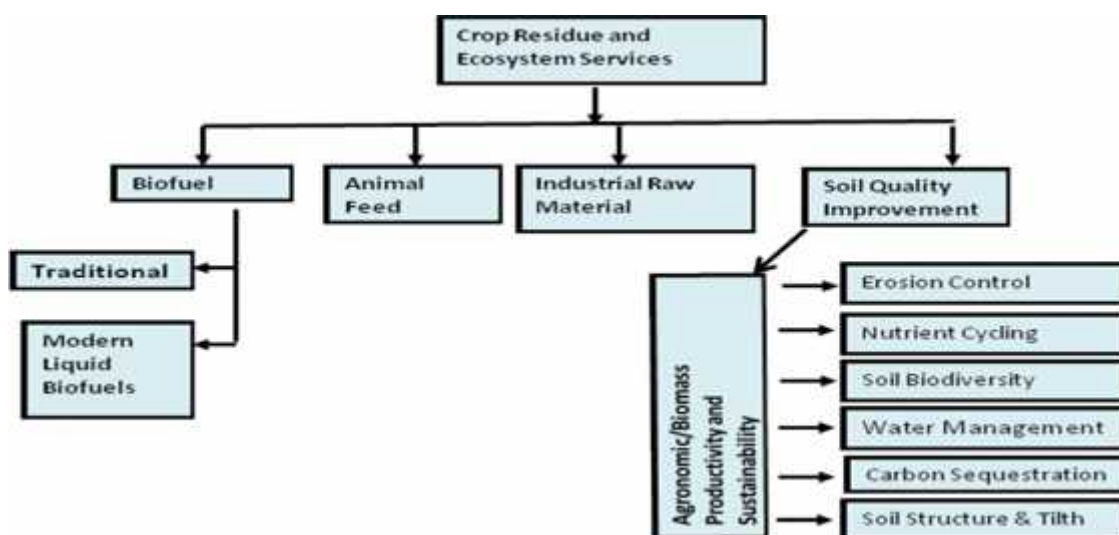 Crop Residue and
Ecosystem Services
Biofuel
Animal
Feed
Industrial Raw
Material
Soil Quality
Improvement
Traditional
Modern
Liquid
Biofuels
Agronomic/Biomass
Productivity and
Sustainability
Erosion Control
Nutrient Cycling
Soil Biodiversity
Water Management
Carbon Sequestration
Soil Structure & Tilth